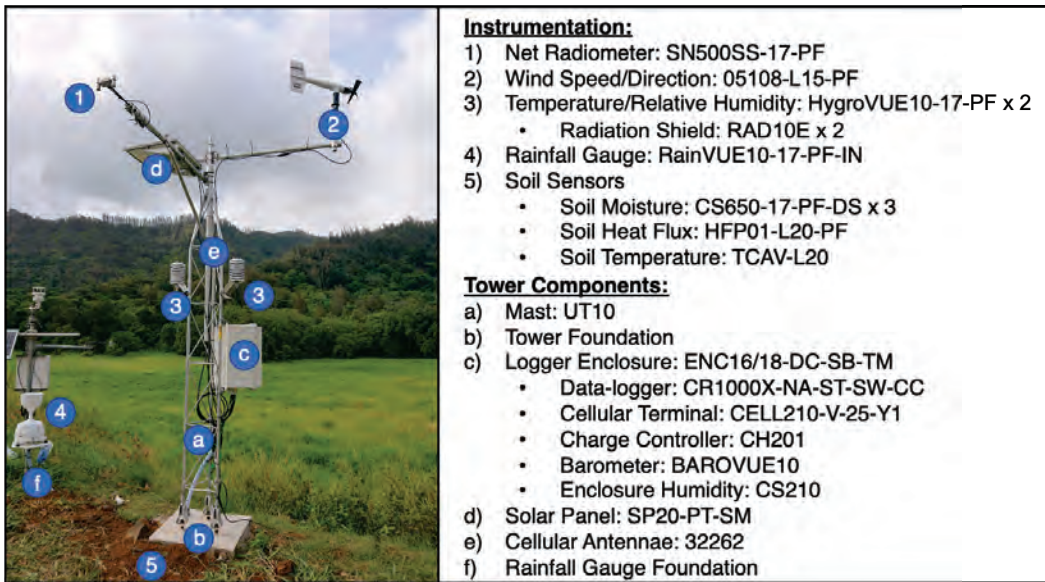 Instrumentation:
1) Net Radiometer: SN500SS-17-PF
2) Wind Speed/Direction: 05108-L15-PF
3) Temperature/Relative Humidity: HygroVUE10-17-PF x 2
• Radiation Shield: RAD10E x 2
4) Rainfall Gauge: RainVUE10-17-PF-IN
5) Soil Sensors
• Soil Moisture: CS650-17-PF-DS x 3
• Soil Heat Flux: HFP01-L20-PF
• Soil Temperature: TCAV-L20
Tower Components:
a) Mast: UT10
b) Tower Foundation
c) Logger Enclosure: ENC16/18-DC-SB-TM
• Data-logger: CR1000X-NA-ST-SW-CC
• Cellular Terminal: CELL210-V-25-Y1
• Charge Controller: CH201
• Barometer: BAROVUE10
• Enclosure Humidity: CS210
d) Solar Panel: SP20-PT-SM
e) Cellular Antennae: 32262
f) Rainfall Gauge Foundation
1
2
d
e
3
3
c
4
a
f
b
5